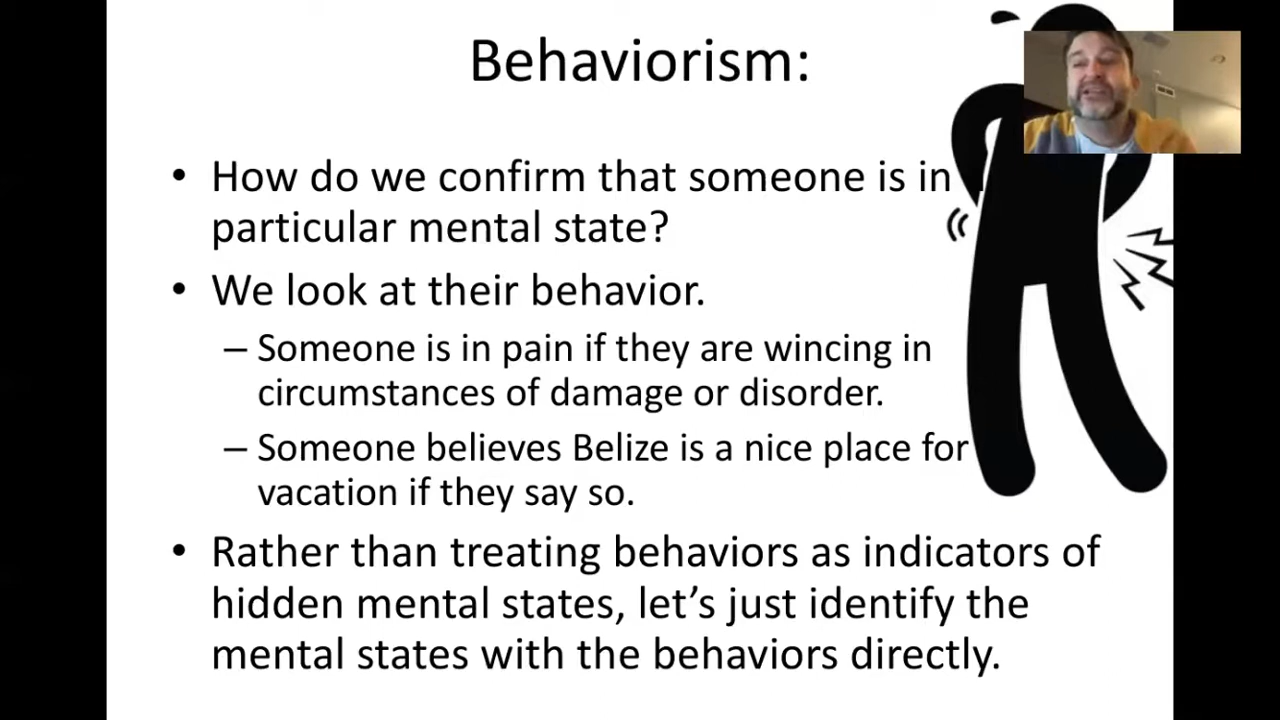 Behaviorism:
• How do we confirm that someone is in
particular mental state?
• We look at their behavior.
– Someone is in pain if they are wincing in
circumstances of damage or disorder.
– Someone believes Belize is a nice place for
vacation if they say so.
• Rather than treating behaviors as indicators of
hidden mental states, let’s just identify the
mental states with the behaviors directly.